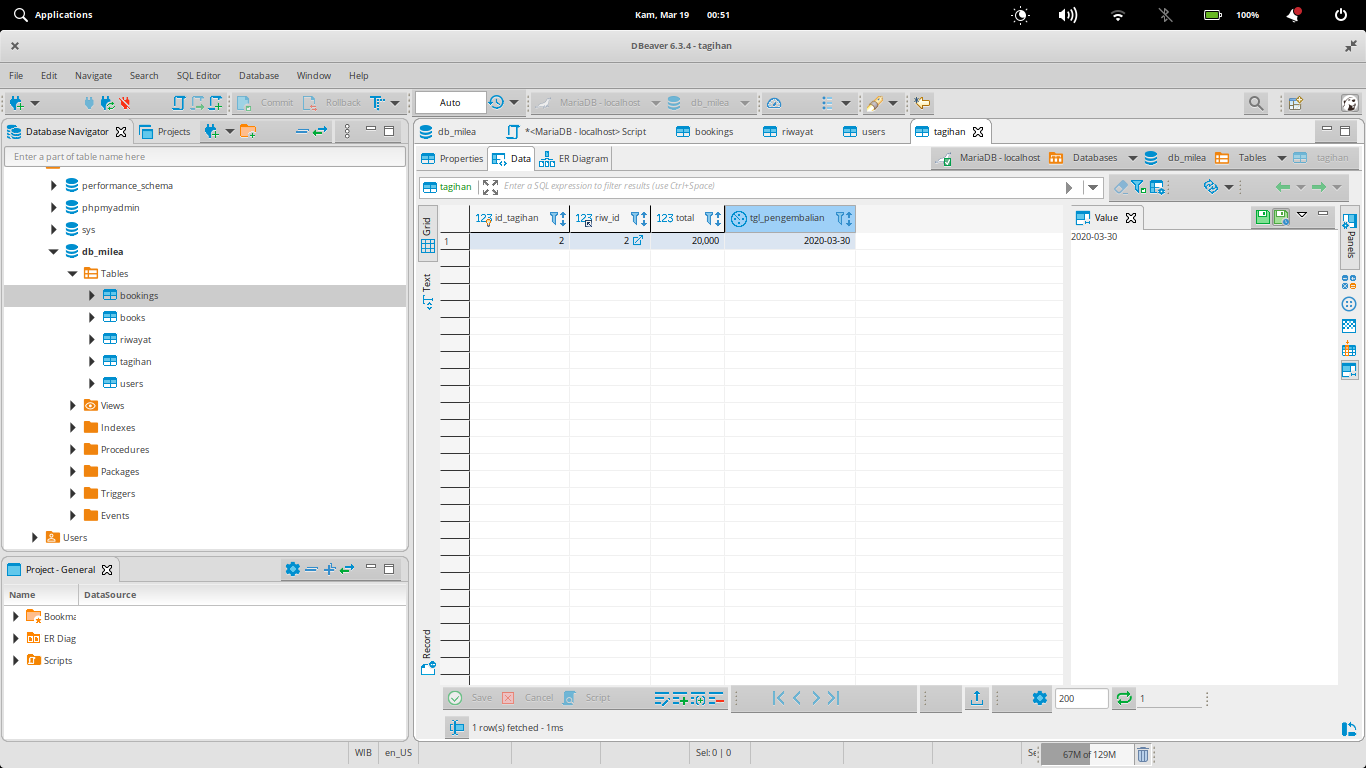 Applications
Kam, Mar 19 00:51
100%
DBeaver 6.3.4 - tagihan
File Edit Navigate Search SQL Editor Database Window Help
Commit Rollback Auto MariaDB - localhost db_milea
Database Navigator Projects
Enter a part of table name here
performance_schema
phpmyadmin
sys
db_milea
Tables
bookings
books
riwayat
tagihan
users
Views
Indexes
Procedures
Packages
Triggers
Events
Users
Project - General
Name DataSource
Bookma
ER Diag
Scripts
db_milea *<MariaDB - localhost> Script bookings riwayat users tagihan
Properties Data ER Diagram MariaDB - localhost Databases db_milea Tables tagihan
tagihan Enter a SQL expression to filter results (use Ctrl+Space)
Grid
Text
Record
123 id_tagihan 123 riw_id 123 total tgl_pengembalian
1 2 2 20,000 2020-03-30
Value
2020-03-30
Panels
Save Cancel Script 200 1
1 row(s) fetched - 1ms
WIB en_US Sel: 0 | 0 Se 67M of 129M